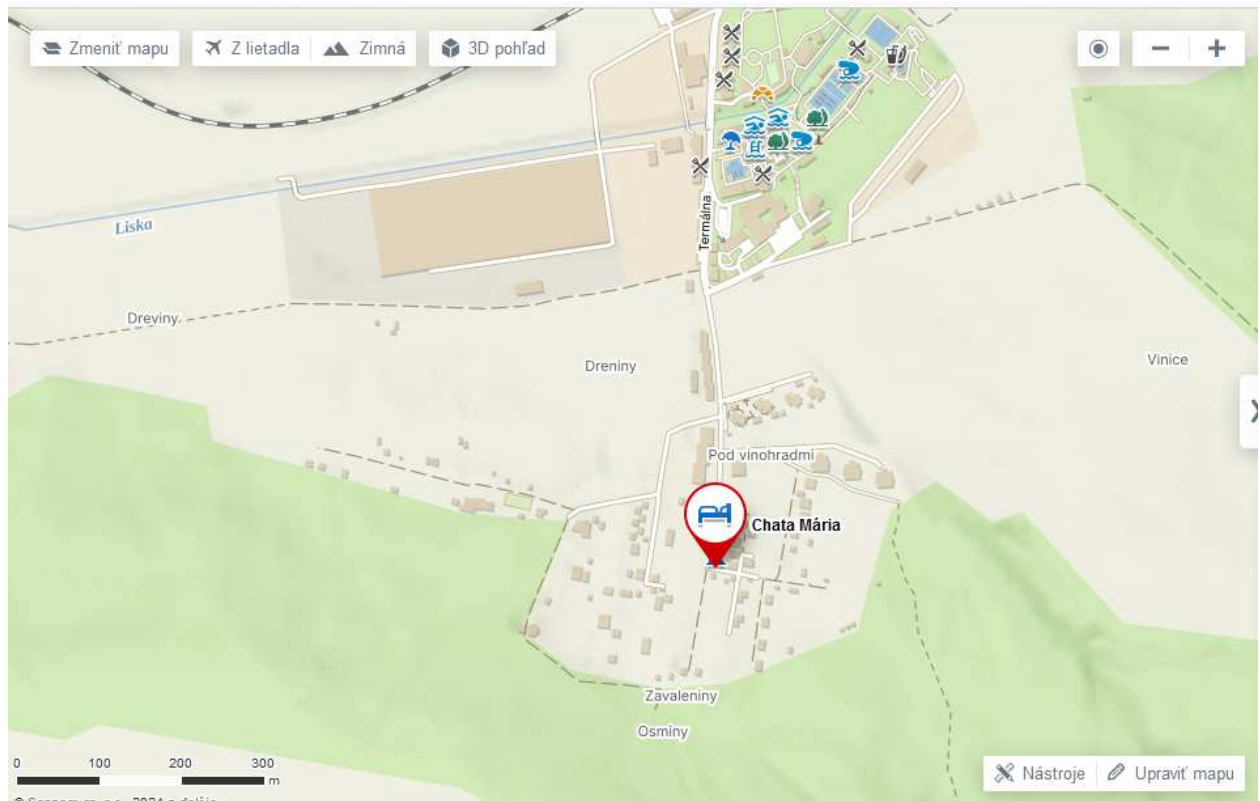 Zmeniť mapu
Z lietadla
Zimná
3D pohľad
Termálna
Liska
Dreviny
Dreniny
Vinice
Pod vinohradmi
Chata Mária
Zavaleniny
Osminy
0 100 200 300
m
Nástroje
Upraviť mapu